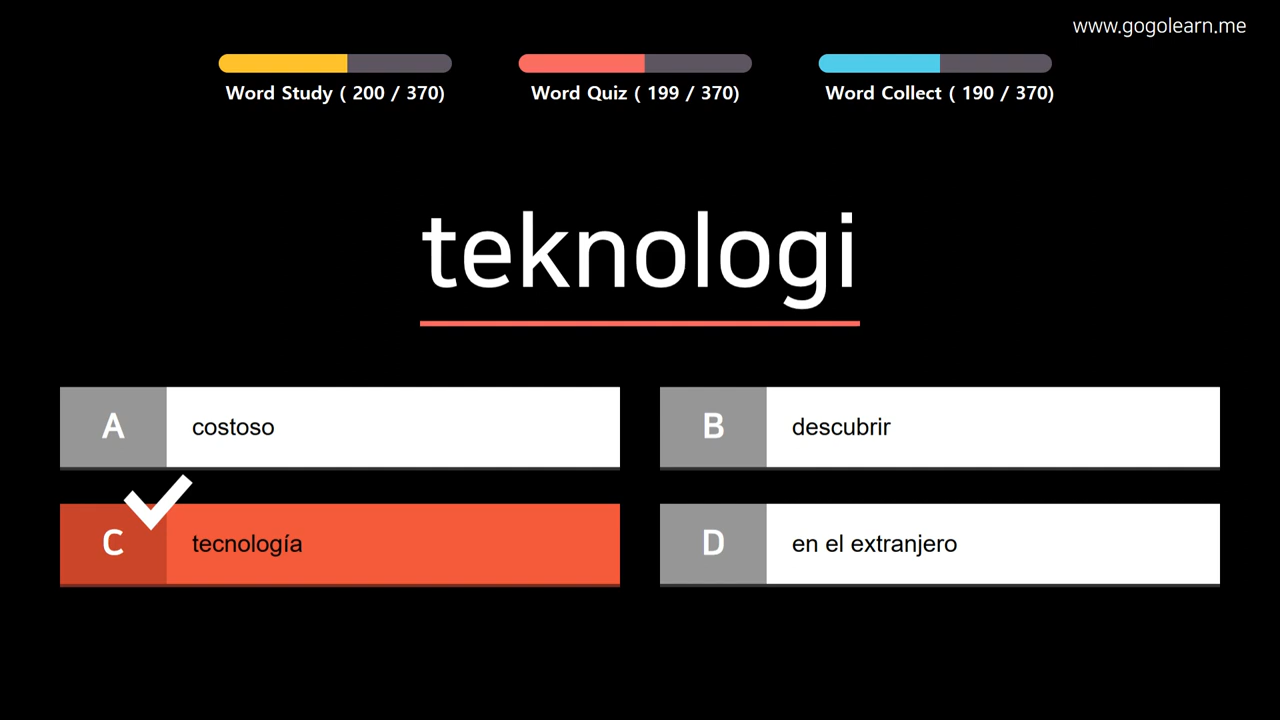 www.gogolearn.me
Word Study ( 200 / 370)
Word Quiz ( 199 / 370)
Word Collect ( 190 / 370)
teknologi
A
costoso
B
descubrir
C
tecnología
D
en el extranjero